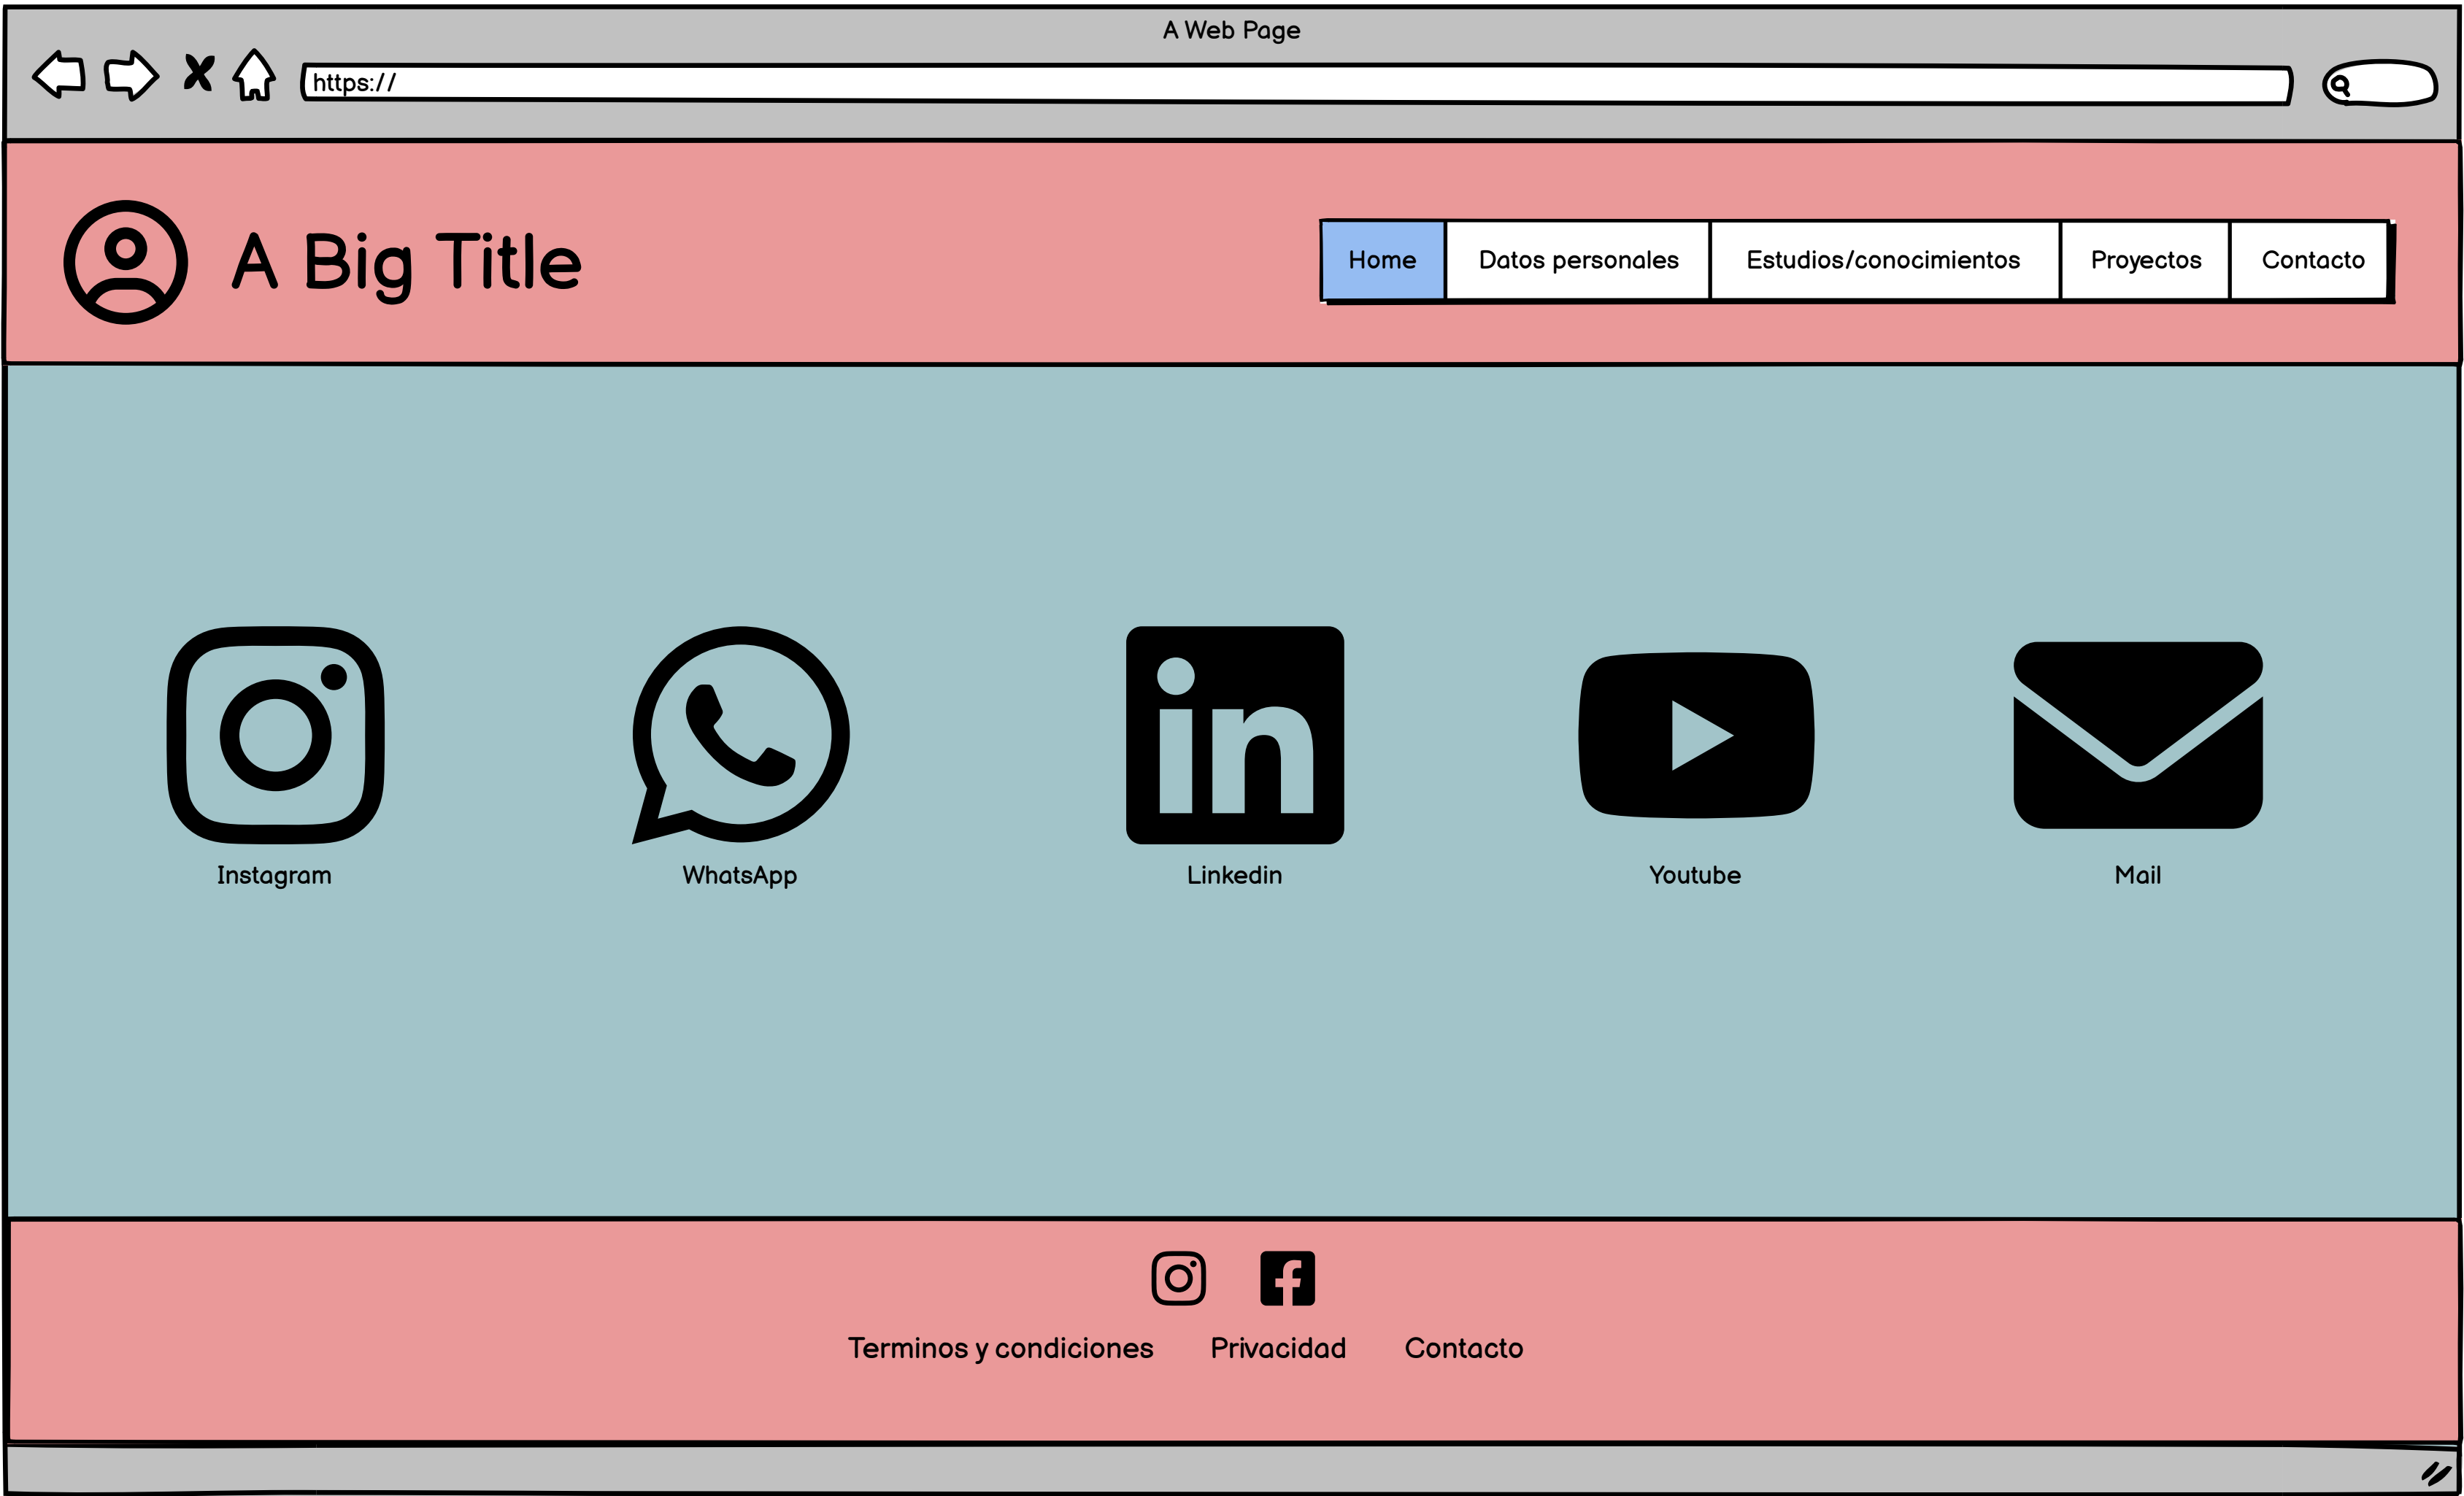 A Web Page
https://
A Big Title
Home Datos personales Estudios/conocimientos Proyectos Contacto
Instagram WhatsApp Linkedin Youtube Mail
Terminos y condiciones Privacidad Contacto